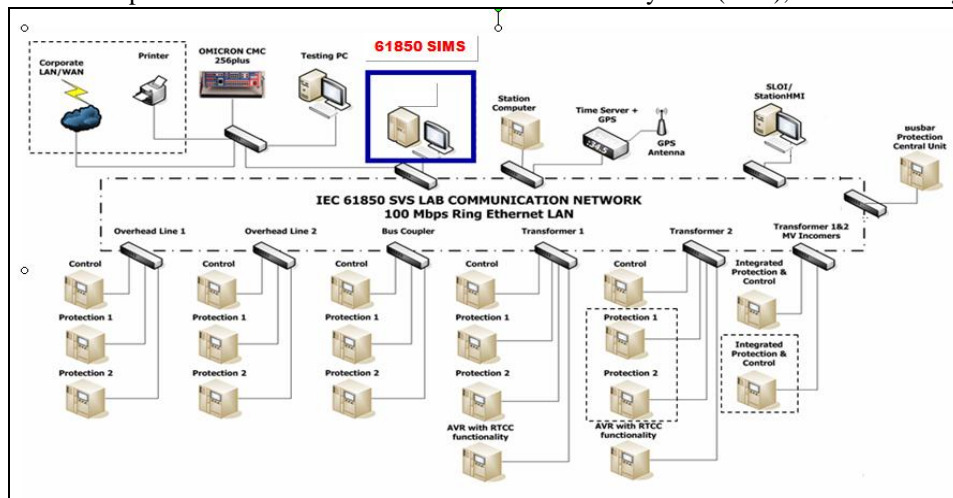 61850 SIMS
Corporate
LAN/WAN
Printer
OMICRON CMC
256plus
Testing PC
Station
Computer
Time Server +
GPS
GPS
Antenna
SLOI/
StationHMI
Busbar
Protection
Central Unit
IEC 61850 SVS LAB COMMUNICATION NETWORK
100 Mbps Ring Ethernet LAN
Overhead Line 1
Overhead Line 2
Bus Coupler
Transformer 1
Transformer 2
Transformer 1&2
MV Incomers
Control
Control
Control
Control
Control
Integrated
Protection &
Control
Protection 1
Protection 1
Protection 1
Protection 1
Protection 1
Integrated
Protection &
Control
Protection 2
Protection 2
Protection 2
Protection 2
Protection 2
AVR with RTCC
functionality
AVR with RTCC
functionality